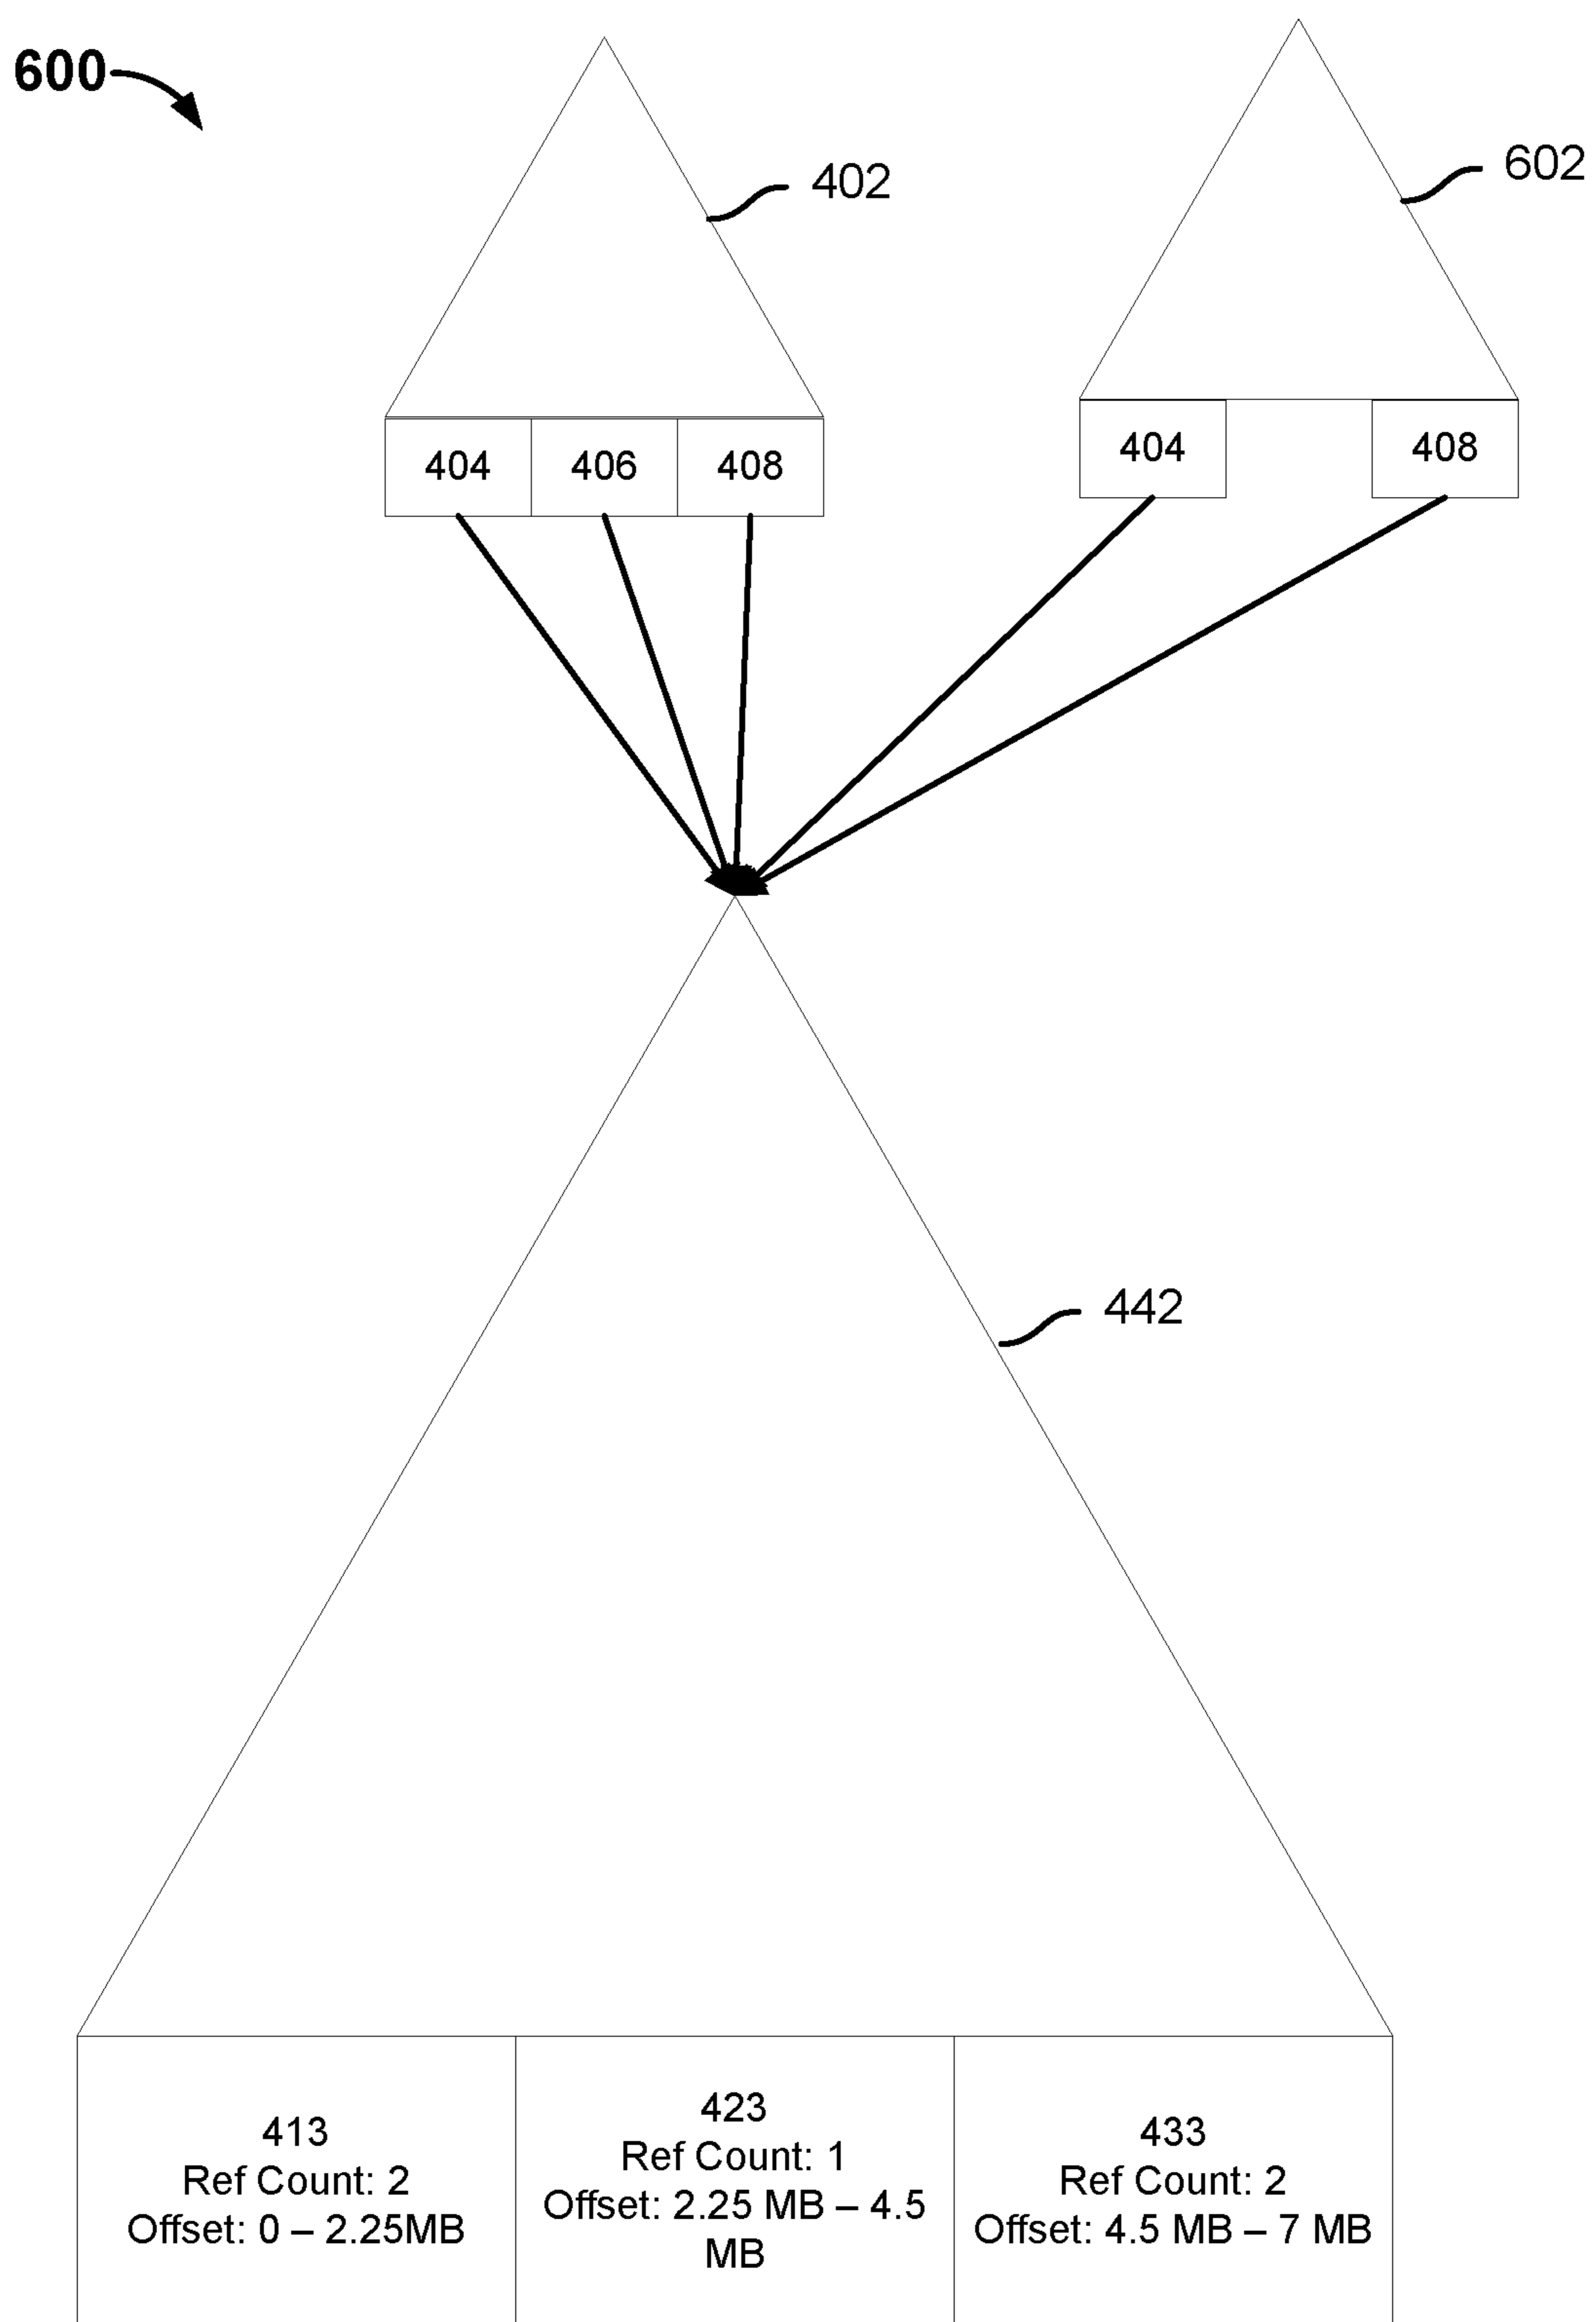 600
402
602
404 406 408
404 408
442
413
Ref Count: 2
Offset: 0 – 2.25MB
423
Ref Count: 1
Offset: 2.25 MB – 4.5
MB
433
Ref Count: 2
Offset: 4.5 MB – 7 MB